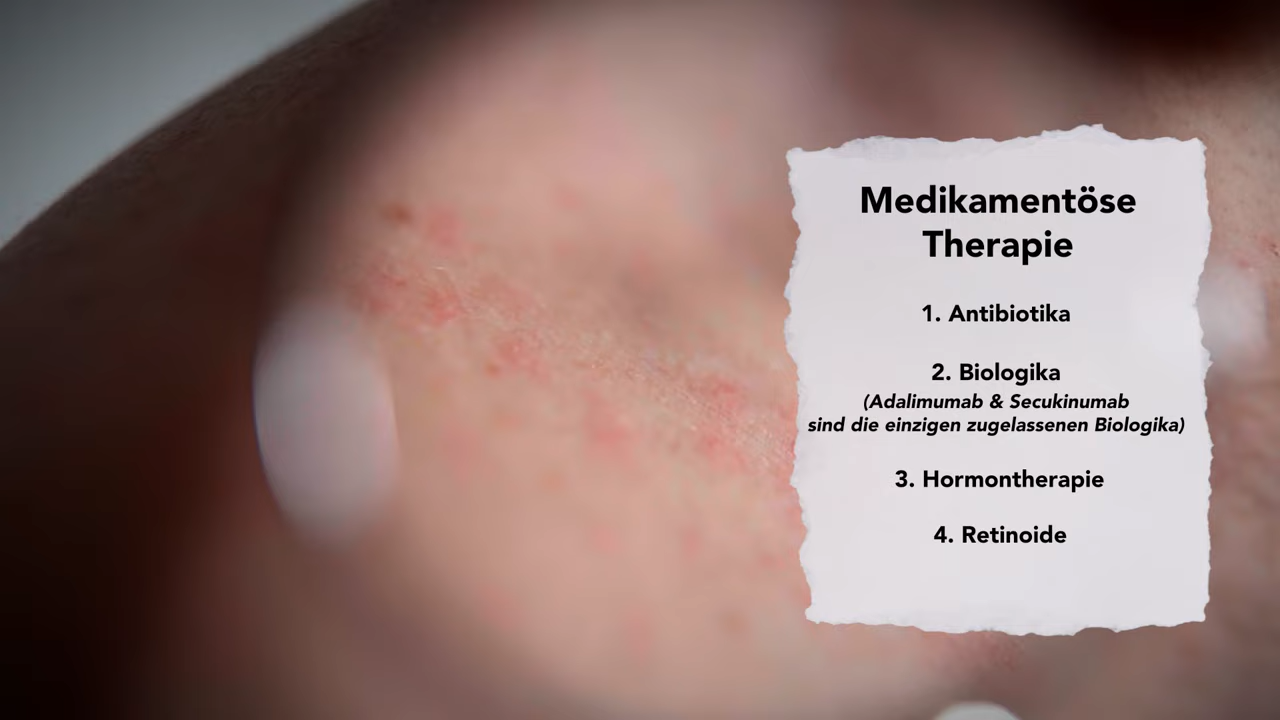 Medikamentöse
Therapie
1. Antibiotika
2. Biologika
(Adalimumab & Secukinumab
sind die einzigen zugelassenen Biologika)
3. Hormontherapie
4. Retinoide